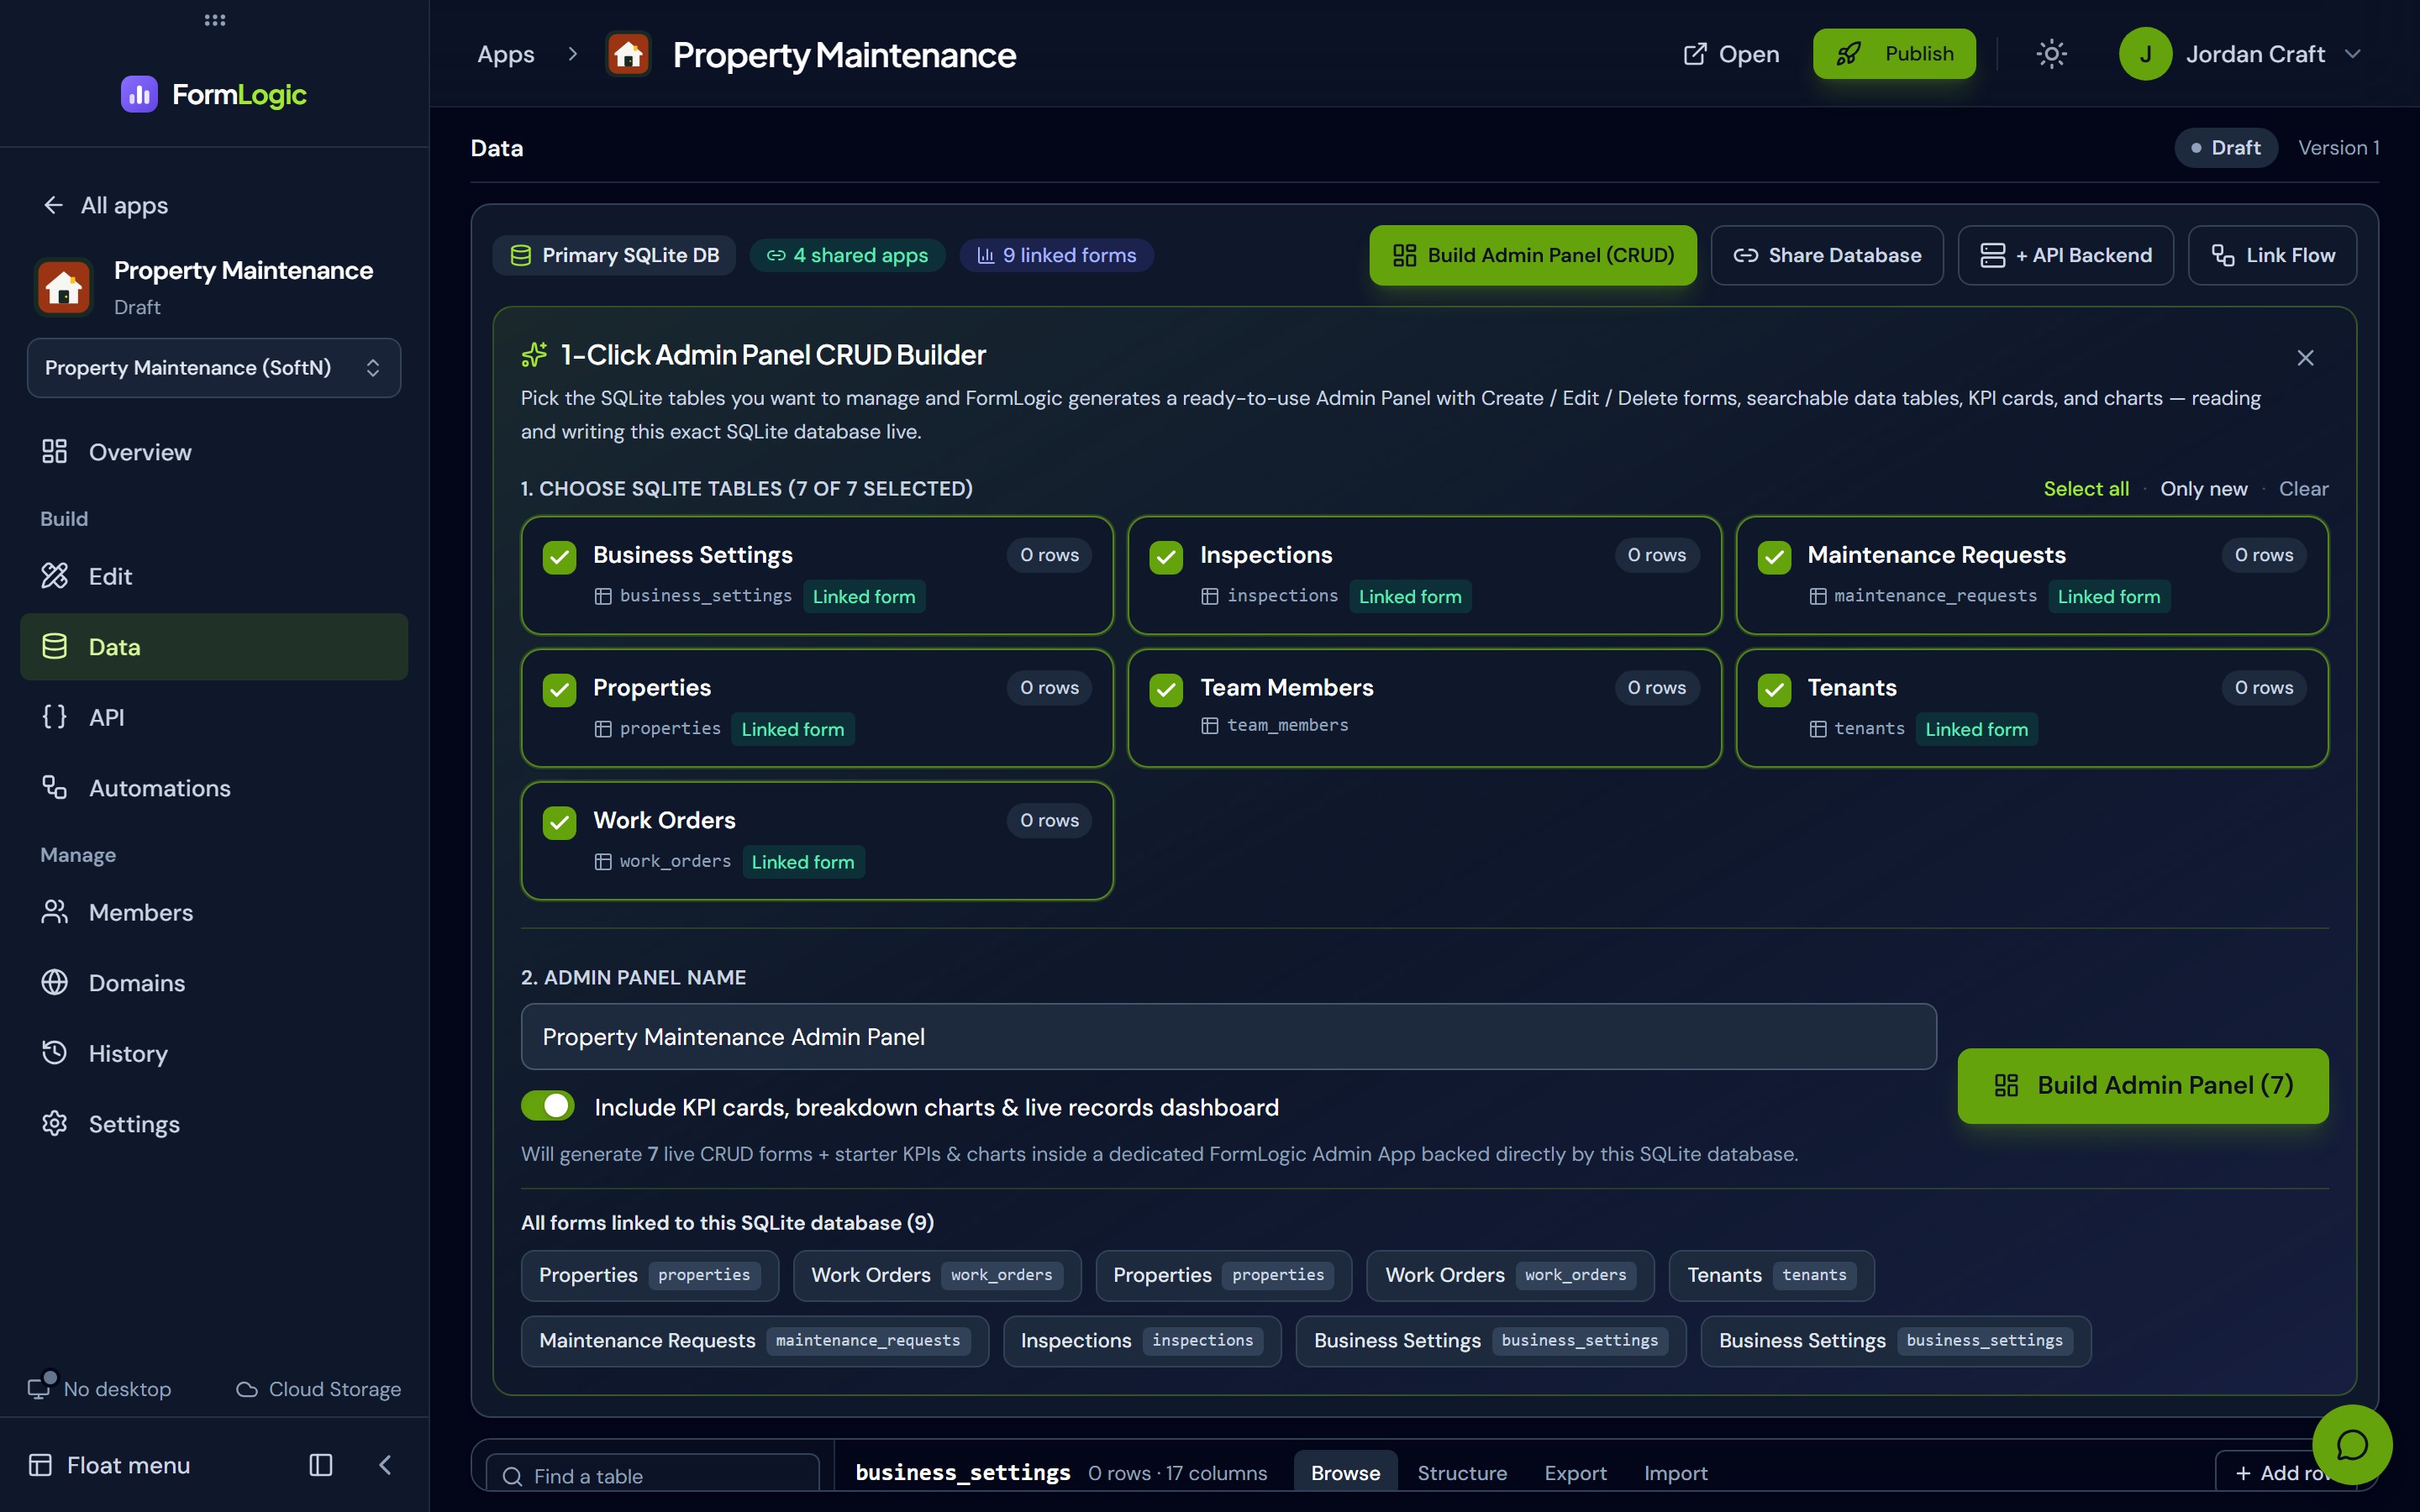 FormLogic
All apps
Property Maintenance
Draft
Property Maintenance (SoftN)
Overview
Build
Edit
Data
API
Automations
Manage
Members
Domains
History
Settings
No desktop
Cloud Storage
Float menu
Apps
Property Maintenance
Open
Publish
J
Jordan Craft
Data
Draft
Version 1
Primary SQLite DB
4 shared apps
9 linked forms
Build Admin Panel (CRUD)
Share Database
+ API Backend
Link Flow
1-Click Admin Panel CRUD Builder
Pick the SQLite tables you want to manage and FormLogic generates a ready-to-use Admin Panel with Create / Edit / Delete forms, searchable data tables, KPI cards, and charts — reading
and writing this exact SQLite database live.
1. CHOOSE SQLITE TABLES (7 OF 7 SELECTED)
Select all · Only new · Clear
Business Settings
0 rows
business_settings
Linked form
Inspections
0 rows
inspections
Linked form
Maintenance Requests
0 rows
maintenance_requests
Linked form
Properties
0 rows
properties
Linked form
Team Members
0 rows
team_members
Tenants
0 rows
tenants
Linked form
Work Orders
0 rows
work_orders
Linked form
2. ADMIN PANEL NAME
Property Maintenance Admin Panel
Include KPI cards, breakdown charts & live records dashboard
Build Admin Panel (7)
Will generate 7 live CRUD forms + starter KPIs & charts inside a dedicated FormLogic Admin App backed directly by this SQLite database.
All forms linked to this SQLite database (9)
Properties properties
Work Orders work_orders
Properties properties
Work Orders work_orders
Tenants tenants
Maintenance Requests maintenance_requests
Inspections inspections
Business Settings business_settings
Business Settings business_settings
Find a table
business_settings
0 rows · 17 columns
Browse
Structure
Export
Import
+ Add